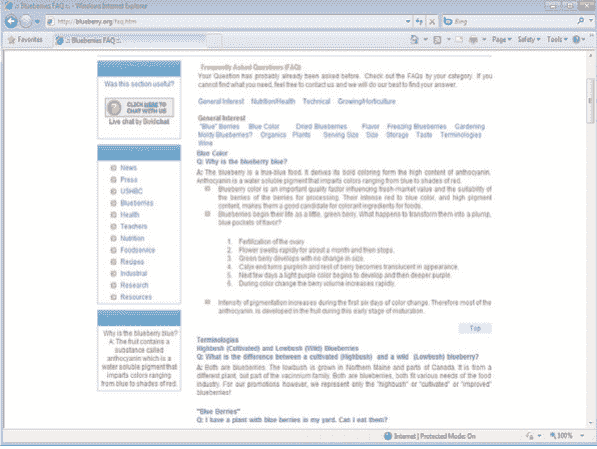 :: Blueberries FAQ :. - Windows Internet Explorer
http://blueberry.org/faq.htm
Bing
Favorites
:: Blueberries FAQ :.
Page Safety Tools
Was this section useful?
CLICK HERE TO
CHAT WITH US
Live chat by Boldchat
News
Press
USHBC
Blueberries
Health
Teachers
Nutrition
Foodservice
Recipes
Industrial
Research
Resources
Why is the blueberry blue?
A: The fruit contains a
substance called
anthocyanin which is a
water soluble pigment that
imparts colors ranging
from blue to shades of red.
Frequently Asked Questions (FAQ)
Your Question has probably already been asked before. Check out the FAQs by your category. If you
cannot find what you need, feel free to contact us and we will do our best to find your answer.
General Interest Nutrition/Health Technical Growing/Horticulture
General Interest
"Blue" Berries Blue Color Dried Blueberries Flavor Freezing Blueberries Gardening
Moldy Blueberries? Organics Plants Serving Size Size Storage Taste Terminologies
Wine
Blue Color
Q: Why is the blueberry blue?
A: The blueberry is a true-blue food. It derives its bold coloring form the high content of anthocyanin.
Anthocyanin is a water soluble pigment that imparts colors ranging from blue to shades of red.
Blueberry color is an important quality factor influencing fresh-market value and the suitability
of the berries of the berries for processing. Their intense red to blue color, and high pigment
content, makes them a good candidate for colorant ingredients for foods.
Blueberries begin their life as a little, green berry. What happens to transform them into a plump,
blue pockets of flavor?
1. Fertilization of the ovary
2. Flower swells rapidly for about a month and then stops.
3. Green berry develops with no change in size.
4. Calyx end turns purplish and rest of berry becomes translucent in appearance.
5. Next few days a light purple color begins to develop and then deeper purple.
6. During color change the berry volume increases rapidly.
Intensity of pigmentation increases during the first six days of color change. Therefore most of the
anthocyanin is developed in the fruit during this early stage of maturation.
Top
Terminologies
Highbush (Cultivated) and Lowbush (Wild) Blueberries
Q: What is the difference between a cultivated (Highbush) and a wild (Lowbush) blueberry?
A: Both are blueberries. The lowbush is grown in Northern Maine and parts of Canada. It is from a
different plant, but part of the vaccinium family. Both are blueberries, both fit various needs of the food
industry. For our promotions however, we represent only the "highbush" or "cultivated" or "improved"
blueberries!
"Blue Berries"
Q: I have a plant with blue berries in my yard. Can I eat them?
Internet | Protected Mode: On
100%